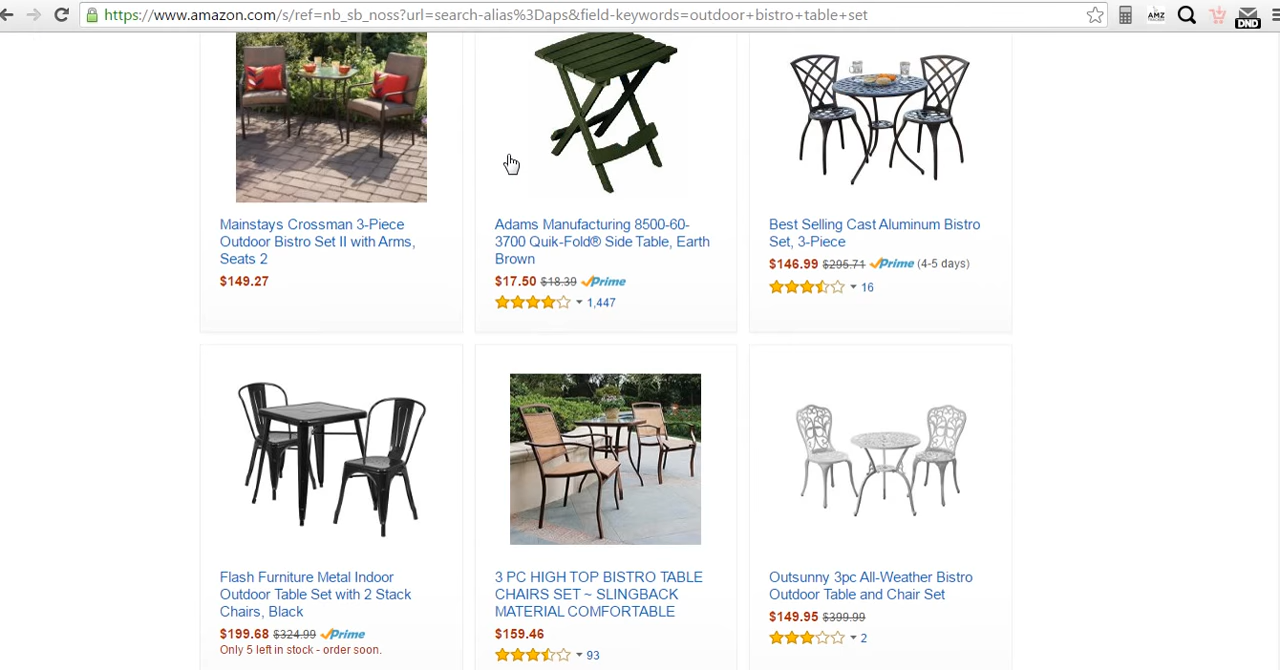 https://www.amazon.com/s/ref=nb_sb_noss?url=search-alias%3Daps&field-keywords=outdoor+bistro+table+set
AMZ
DND
Mainstays Crossman 3-Piece
Outdoor Bistro Set II with Arms,
Seats 2
$149.27
Adams Manufacturing 8500-60-
3700 Quik-Fold® Side Table, Earth
Brown
$17.50 $18.39 Prime
1,447
Best Selling Cast Aluminum Bistro
Set, 3-Piece
$146.99 $295.71 Prime (4-5 days)
16
Flash Furniture Metal Indoor
Outdoor Table Set with 2 Stack
Chairs, Black
$199.68 $324.99 Prime
Only 5 left in stock - order soon.
3 PC HIGH TOP BISTRO TABLE
CHAIRS SET ~ SLINGBACK
MATERIAL COMFORTABLE
$159.46
93
Outsunny 3pc All-Weather Bistro
Outdoor Table and Chair Set
$149.95 $399.99
2